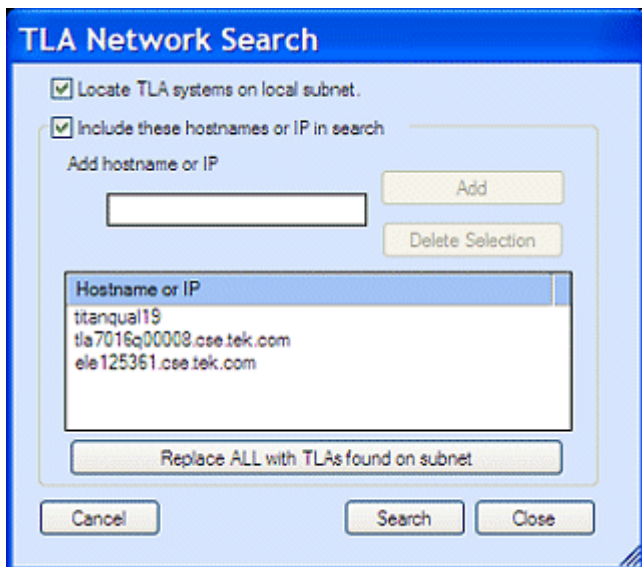 TLA Network Search
Locate TLA systems on local subnet.
Include these hostnames or IP in search
Add hostname or IP
Add
Delete Selection
Hostname or IP
titanqual19
tla7016q00008.cse.tek.com
ele125361.cse.tek.com
Replace ALL with TLAs found on subnet
Cancel
Search
Close